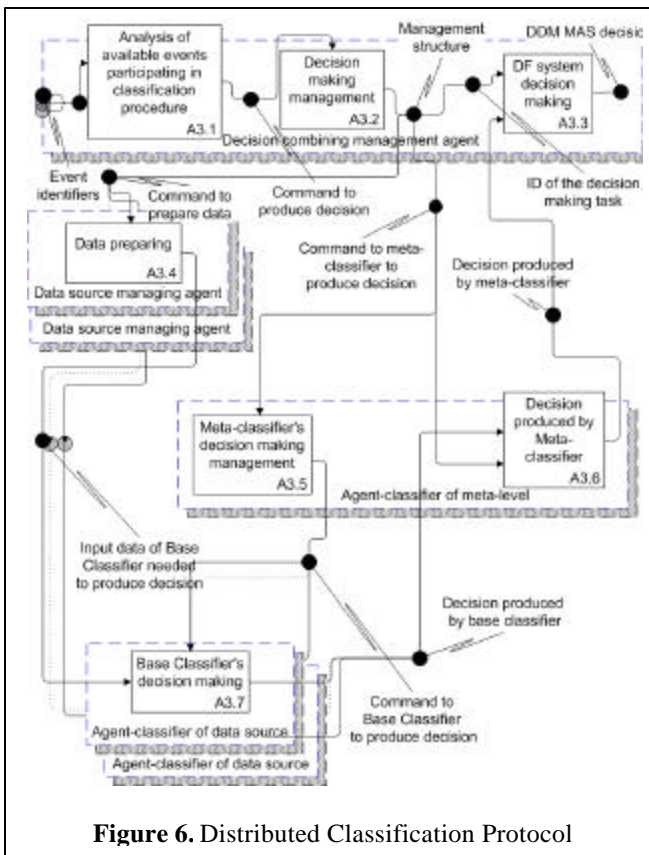 Management
structure
DDM MAS decision
Analysis of
available events
participating in
classification
procedure
A3.1
Decision
making
management
A3.2
DF system
decision
making
A3.3
Decision combining management agent
Event
identifiers
Command to
prepare data
Command to
produce decision
ID of the decision
making task
Data preparing
A3.4
Data source managing agent
Data source managing agent
Command to meta-
classifier to
produce decision
Decision produced
by meta-classifier
Meta-classifier's
decision making
management
A3.5
Decision
produced by
Meta-
classifier
A3.6
Agent-classifier of meta-level
Input data of Base
Classifier needed
to produce decision
Decision produced
by base classifier
Base Classifier's
decision making
A3.7
Agent-classifier of data source
Agent-classifier of data source
Command to
Base Classifier
to produce decision
Figure 6. Distributed Classification Protocol